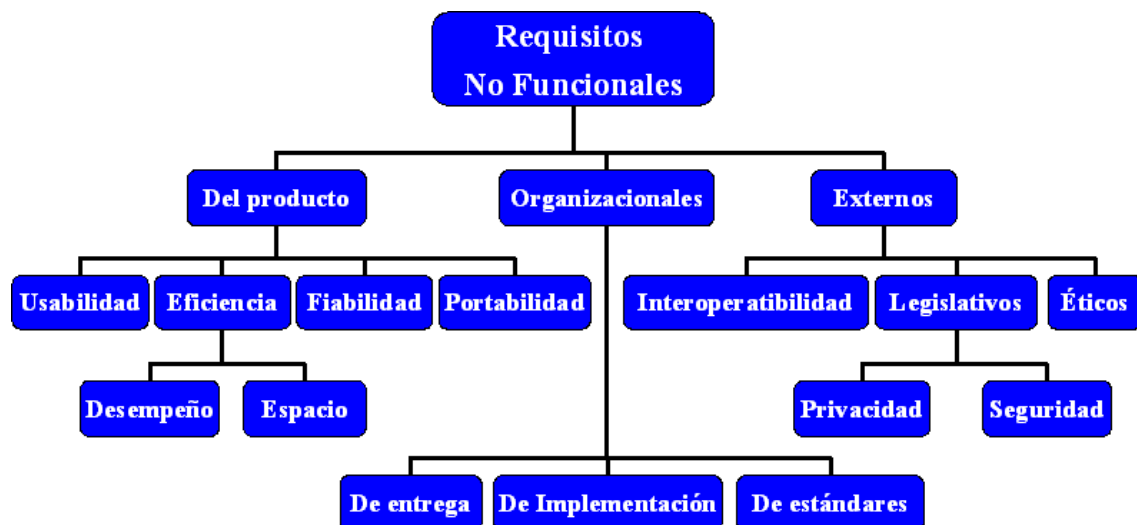 Requisitos
No Funcionales
Del producto
Organizacionales
Externos
Usabilidad
Eficiencia
Fiabilidad
Portabilidad
Interoperatibilidad
Legislativos
Éticos
Desempeño
Espacio
Privacidad
Seguridad
De entrega
De Implementación
De estándares